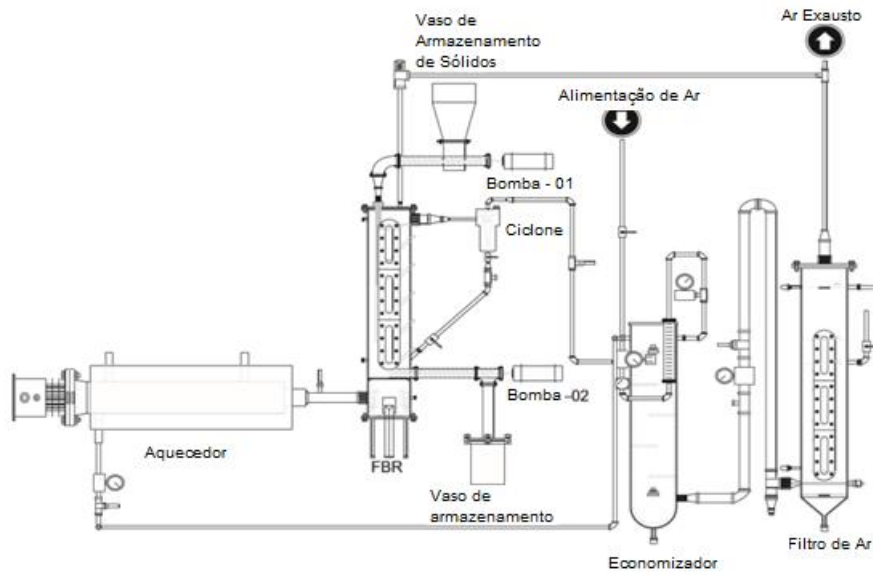 Vaso de
Armazenamento
de Sólidos
Ar Exausto
Alimentação de Ar
Bomba - 01
Ciclone
Bomba -02
Aquecedor
FBR
Vaso de
armazenamento
Economizador
Filtro de Ar